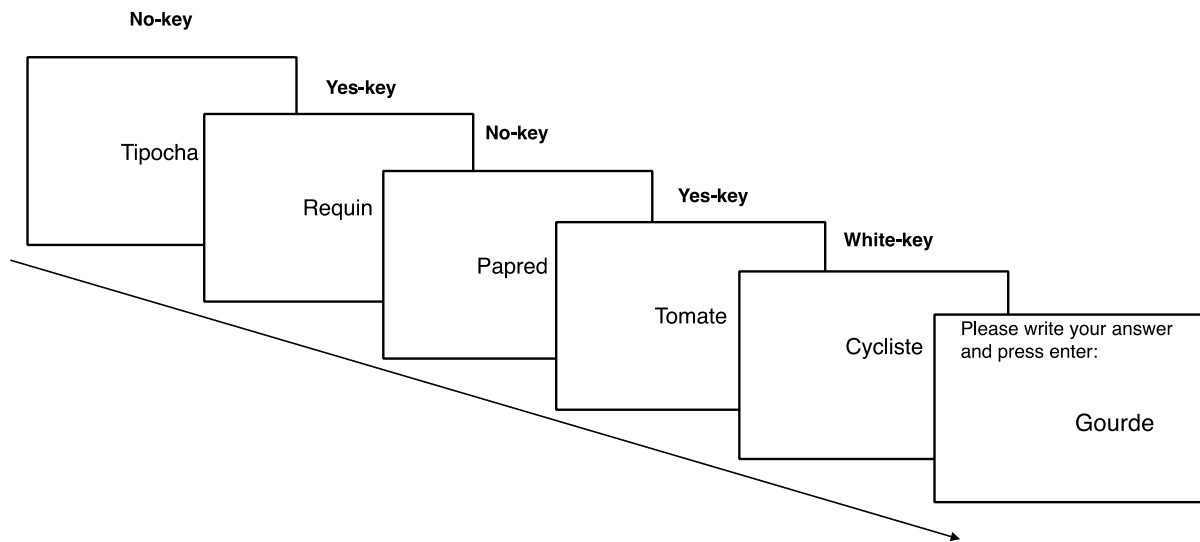 No-key
Tipocha
Yes-key
Requin
No-key
Papred
Yes-key
Tomate
White-key
Cycliste
Please write your answer
and press enter:
Gourde